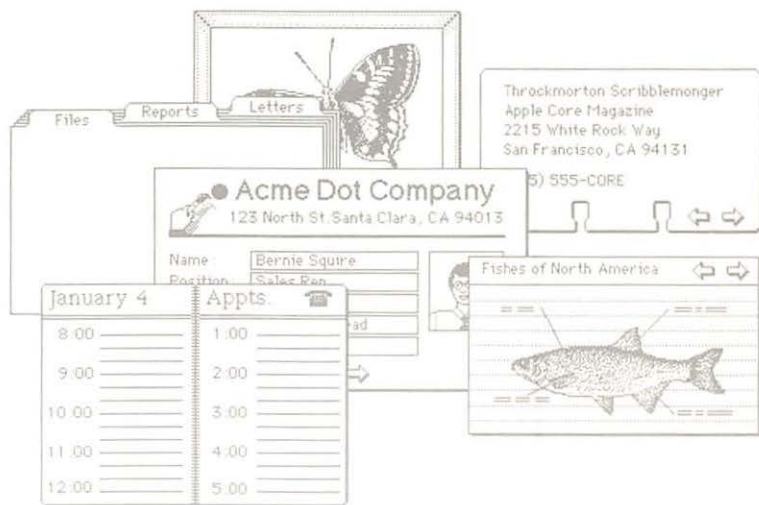 Files
Reports
Letters
Throckmorton Scribblemonger
Apple Core Magazine
2215 White Rock Way
San Francisco, CA 94131
5) 555-CORE
Acme Dot Company
123 North St. Santa Clara, CA 94013
Name: Bernie Squire
Position: Sales Rep
ad
Fishes of North America
January 4
8:00
9:00
10:00
11:00
12:00
Appts.
1:00
2:00
3:00
4:00
5:00